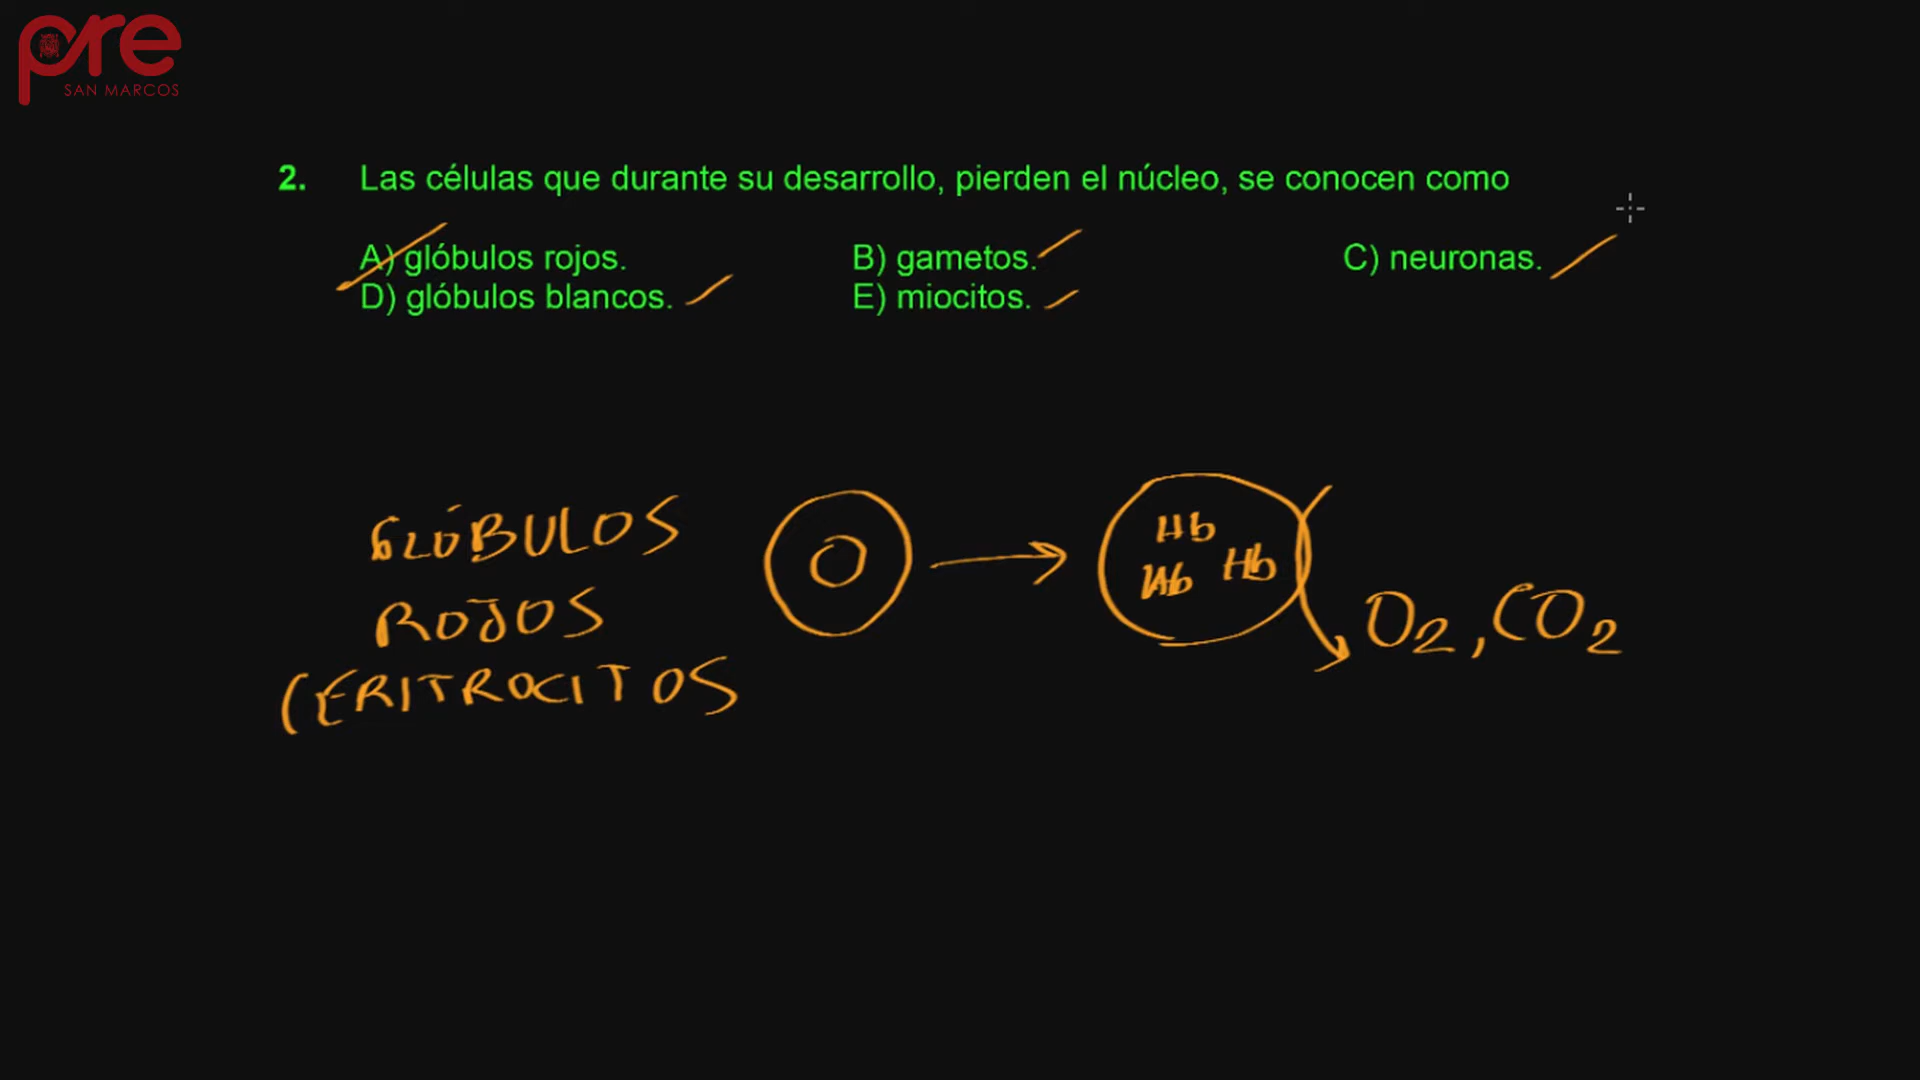 pre
SAN MARCOS
2. Las células que durante su desarrollo, pierden el núcleo, se conocen como
A) glóbulos rojos. B) gametos. C) neuronas.
D) glóbulos blancos. E) miocitos.
GLÓBULOS
ROJOS
(ERITROCITOS
Hb
Hb Hb
O2, CO2